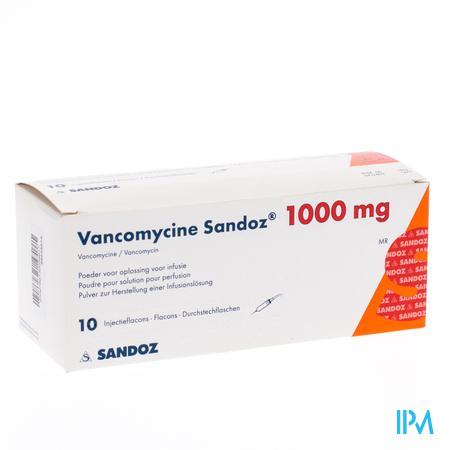 Vancomycine Sandoz® 1000 mg
Vancomycine / Vancomycin
Poeder voor oplossing voor infusie
Poudre pour solution pour perfusion
Pulver zur Herstellung einer Infusionslösung
10 Injectieflacons - Flacons - Durchstechflaschen
SANDOZ
MR
SANDOZ
IPM